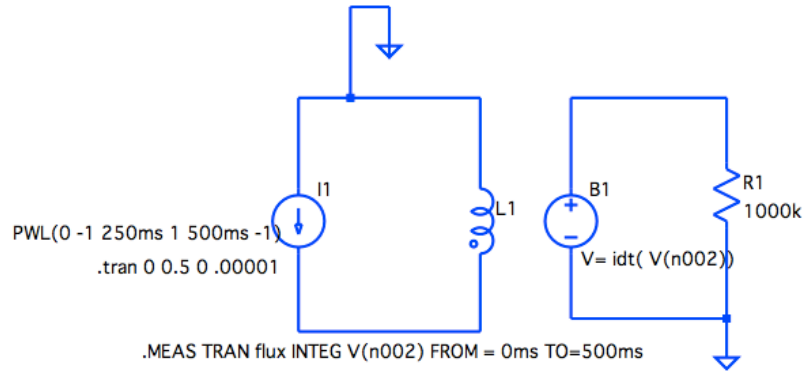 I1
PWL(0 -1 250ms 1 500ms -1)
.tran 0 0.5 0 .00001
L1
B1
V= idt( V(n002))
R1
1000k
.MEAS TRAN flux INTEG V(n002) FROM = 0ms TO=500ms